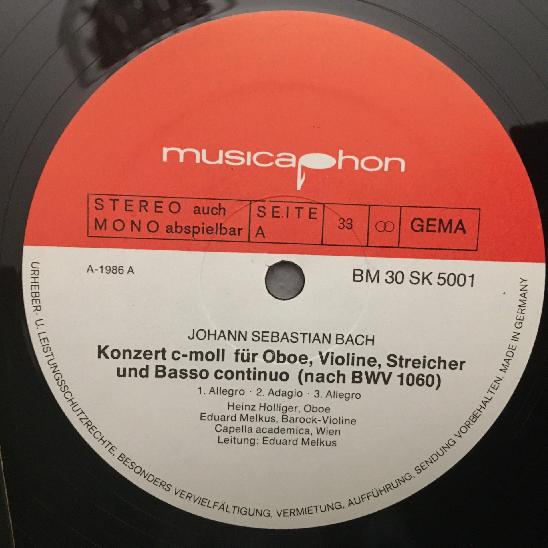 musicaphon
STEREO auch
MONO abspielbar
SEITE
A
33
GEMA
A-1986 A
BM 30 SK 5001
JOHANN SEBASTIAN BACH
Konzert c-moll für Oboe, Violine, Streicher
und Basso continuo (nach BWV 1060)
1. Allegro · 2. Adagio · 3. Allegro
Heinz Holliger, Oboe
Eduard Melkus, Barock-Violine
Capella academica, Wien
Leitung: Eduard Melkus
URHEBER- U. LEISTUNGSSCHUTZRECHTE, BESONDERS VERVIELFÄLTIGUNG, VERMIETUNG, AUFFÜHRUNG, SENDUNG VORBEHALTEN. MADE IN GERMANY